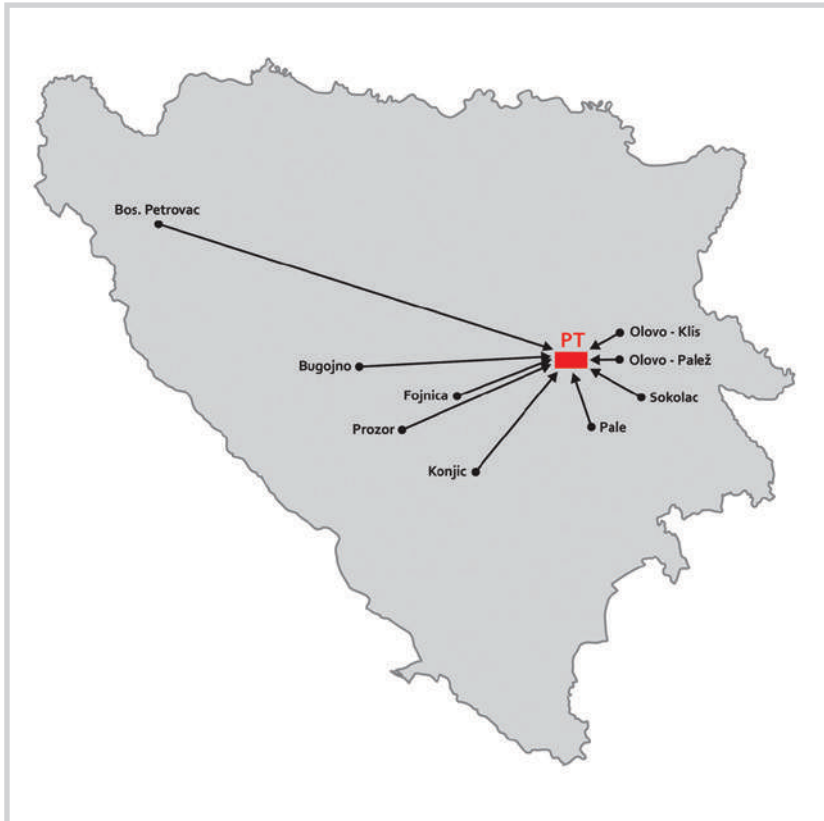 Bos. Petrovac
PT
Olovo - Klis
Olovo - Palež
Bugojno
Fojnica
Sokolac
Prozor
Pale
Konjic